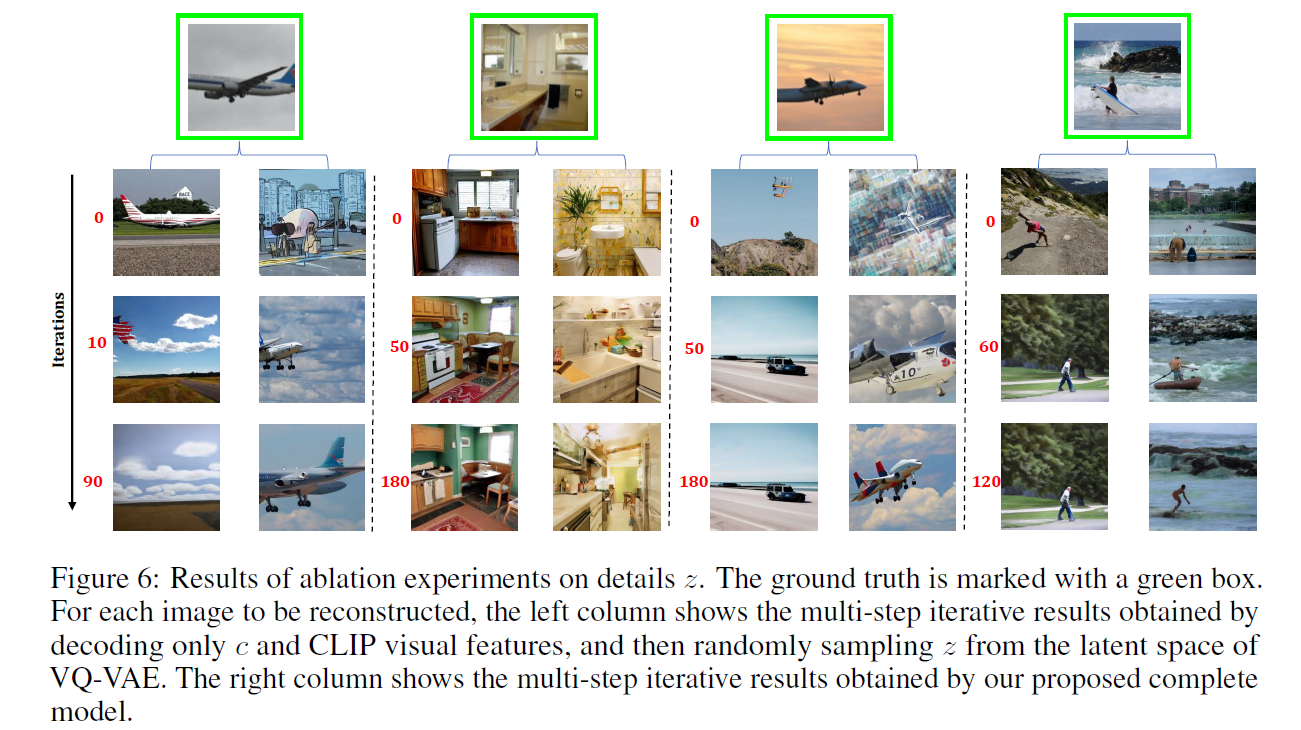 0
0
0
0
Iterations
10
50
50
60
A10
90
180
180
120
Figure 6: Results of ablation experiments on details z. The ground truth is marked with a green box.
For each image to be reconstructed, the left column shows the multi-step iterative results obtained by
decoding only c and CLIP visual features, and then randomly sampling z from the latent space of
VQ-VAE. The right column shows the multi-step iterative results obtained by our proposed complete
model.